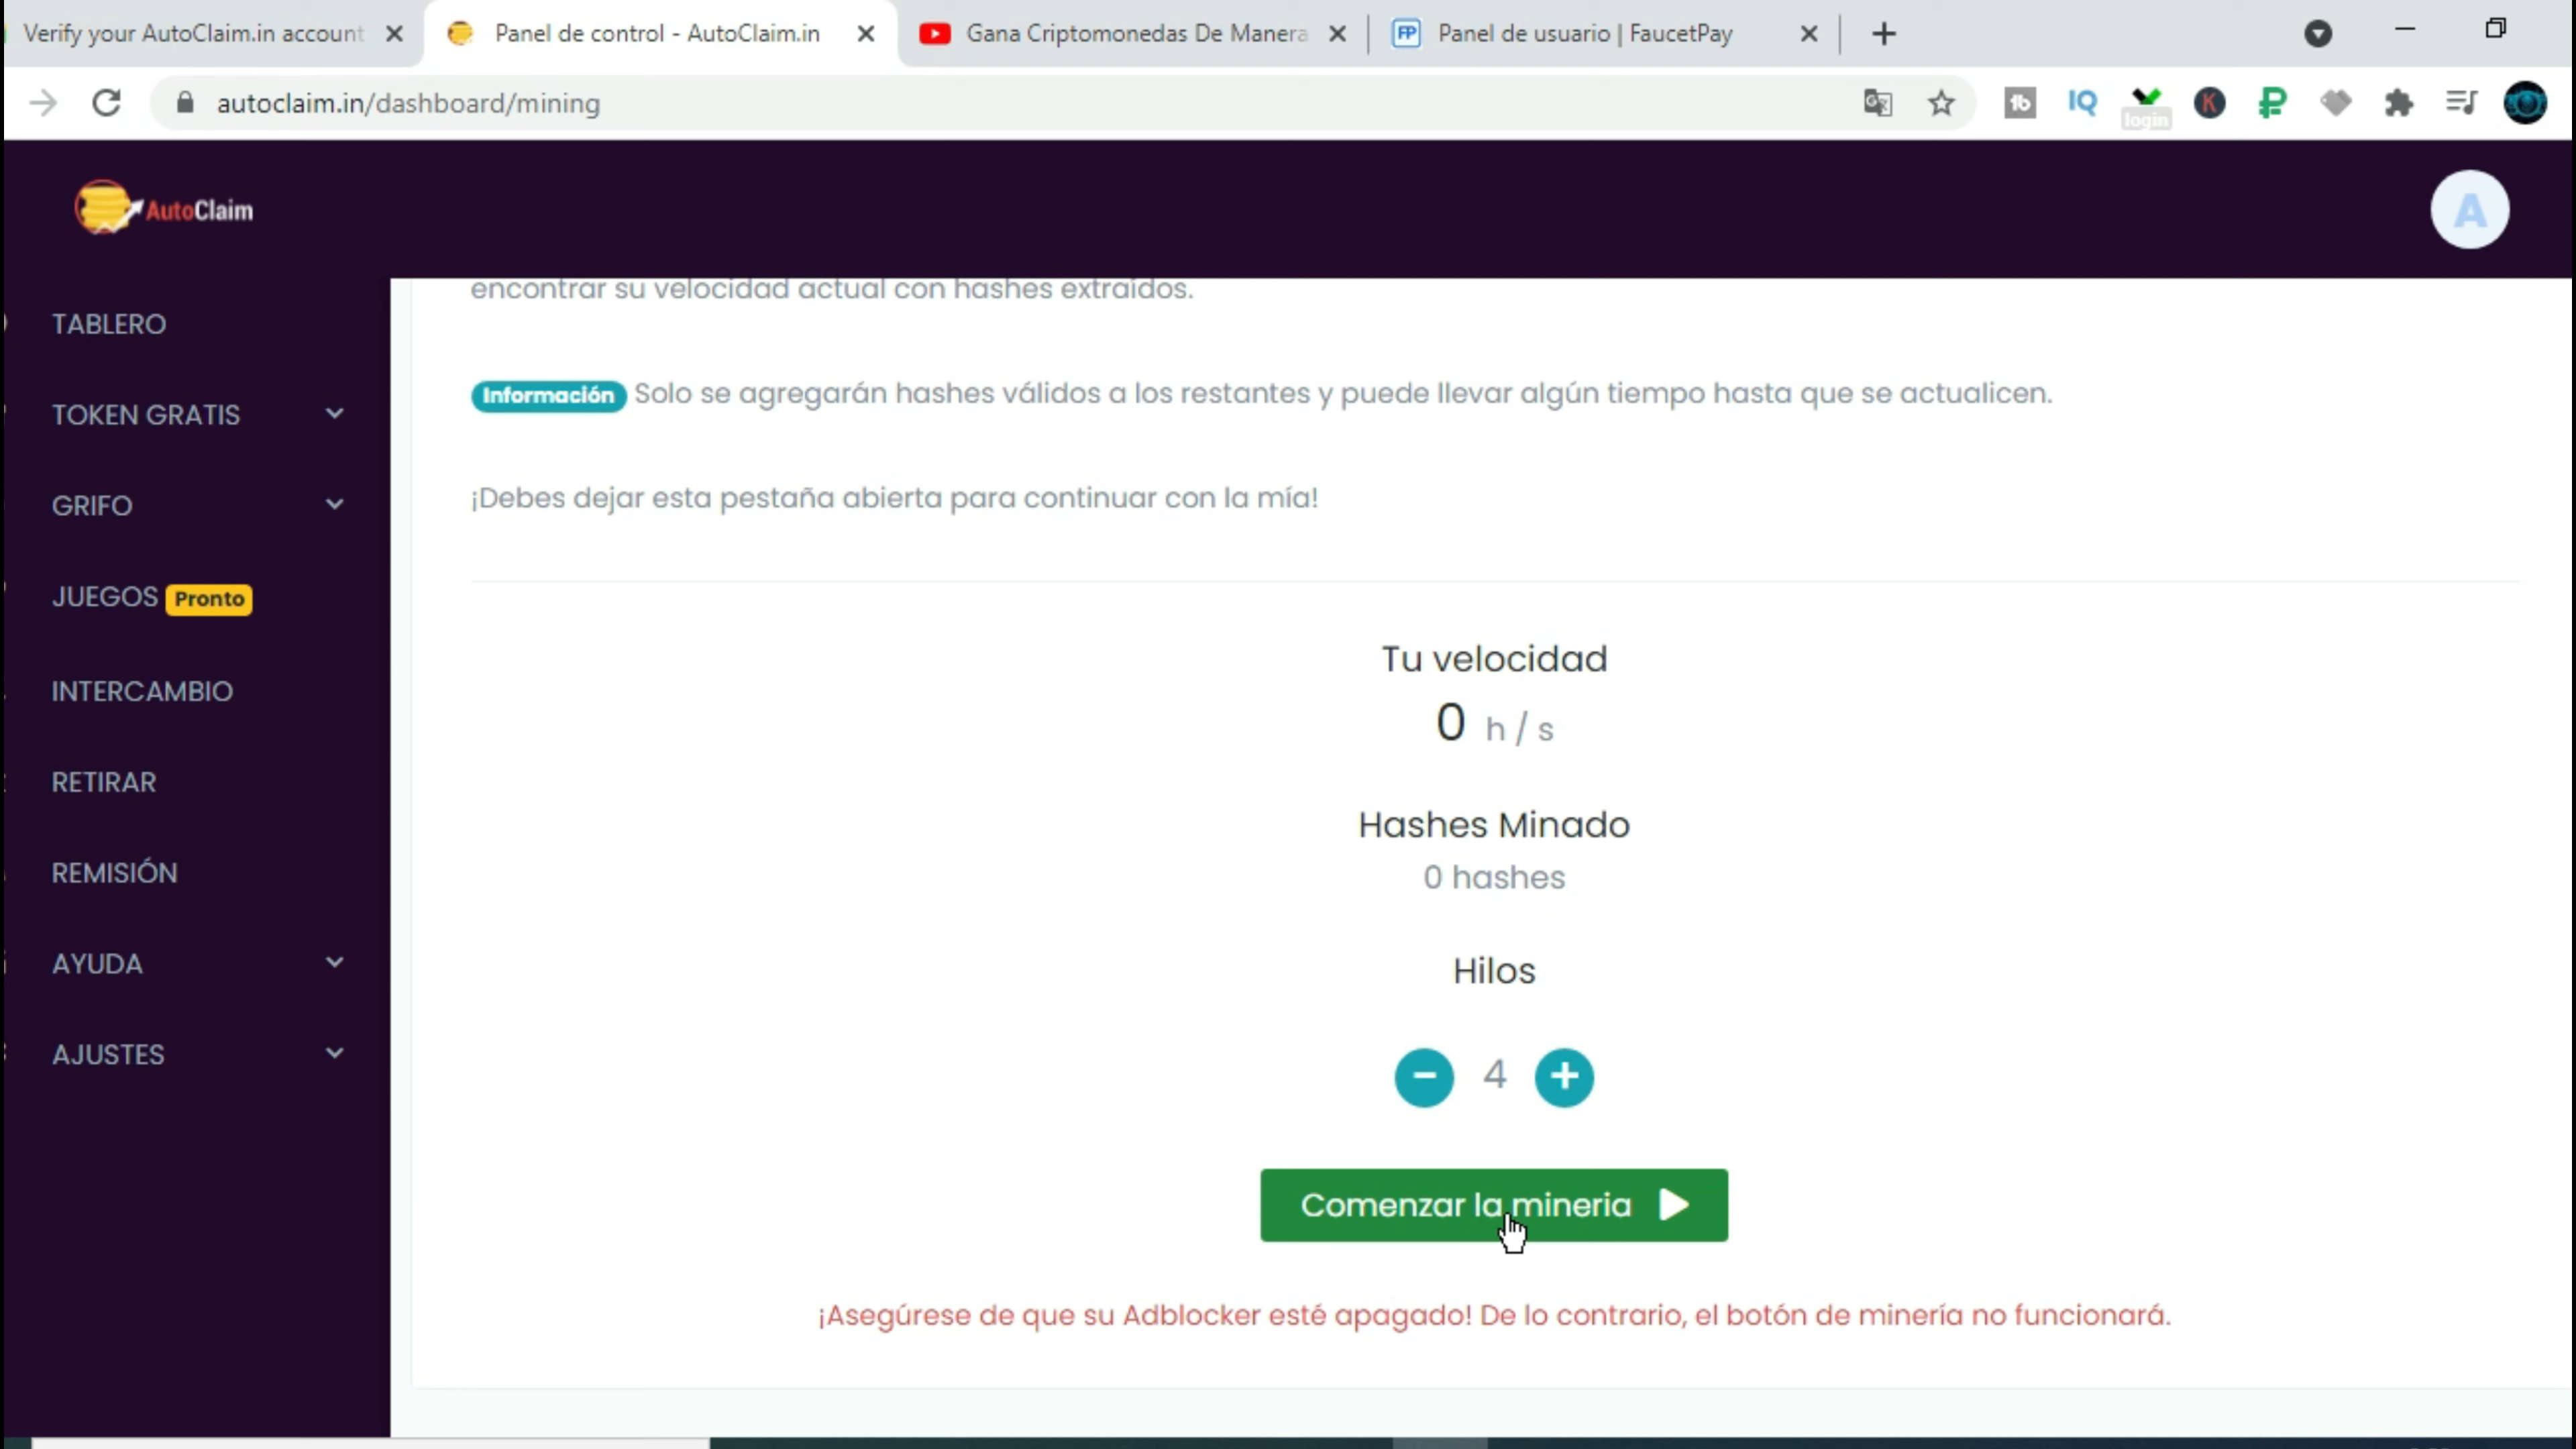 Verify your AutoClaim.in account
Panel de control - AutoClaim.in
Gana Criptomonedas De Manera
FP
Panel de usuario | FaucetPay
autoclaim.in/dashboard/mining
tb
IQ
login
K
AutoClaim
A
TABLERO
TOKEN GRATIS
GRIFO
JUEGOS Pronto
INTERCAMBIO
RETIRAR
REMISIÓN
AYUDA
AJUSTES
encontrar su velocidad actual con hashes extraídos.
Información Solo se agregarán hashes válidos a los restantes y puede llevar algún tiempo hasta que se actualicen.
¡Debes dejar esta pestaña abierta para continuar con la mía!
Tu velocidad
0 h / s
Hashes Minado
0 hashes
Hilos
- 4 +
Comenzar la mineria
¡Asegúrese de que su Adblocker esté apagado! De lo contrario, el botón de minería no funcionará.